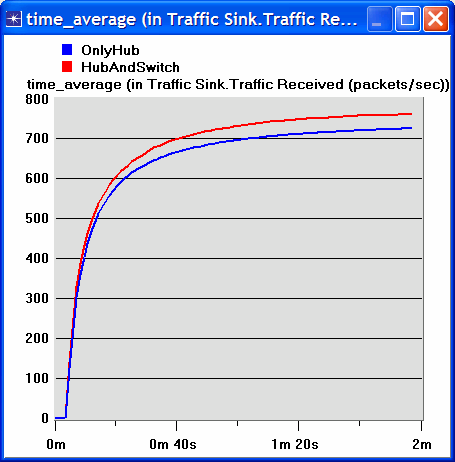 time_average (in Traffic Sink.Traffic Re...
OnlyHub
HubAndSwitch
time_average (in Traffic Sink.Traffic Received (packets/sec))
800
700
600
500
400
300
200
100
0
0m 0m 40s 1m 20s 2m